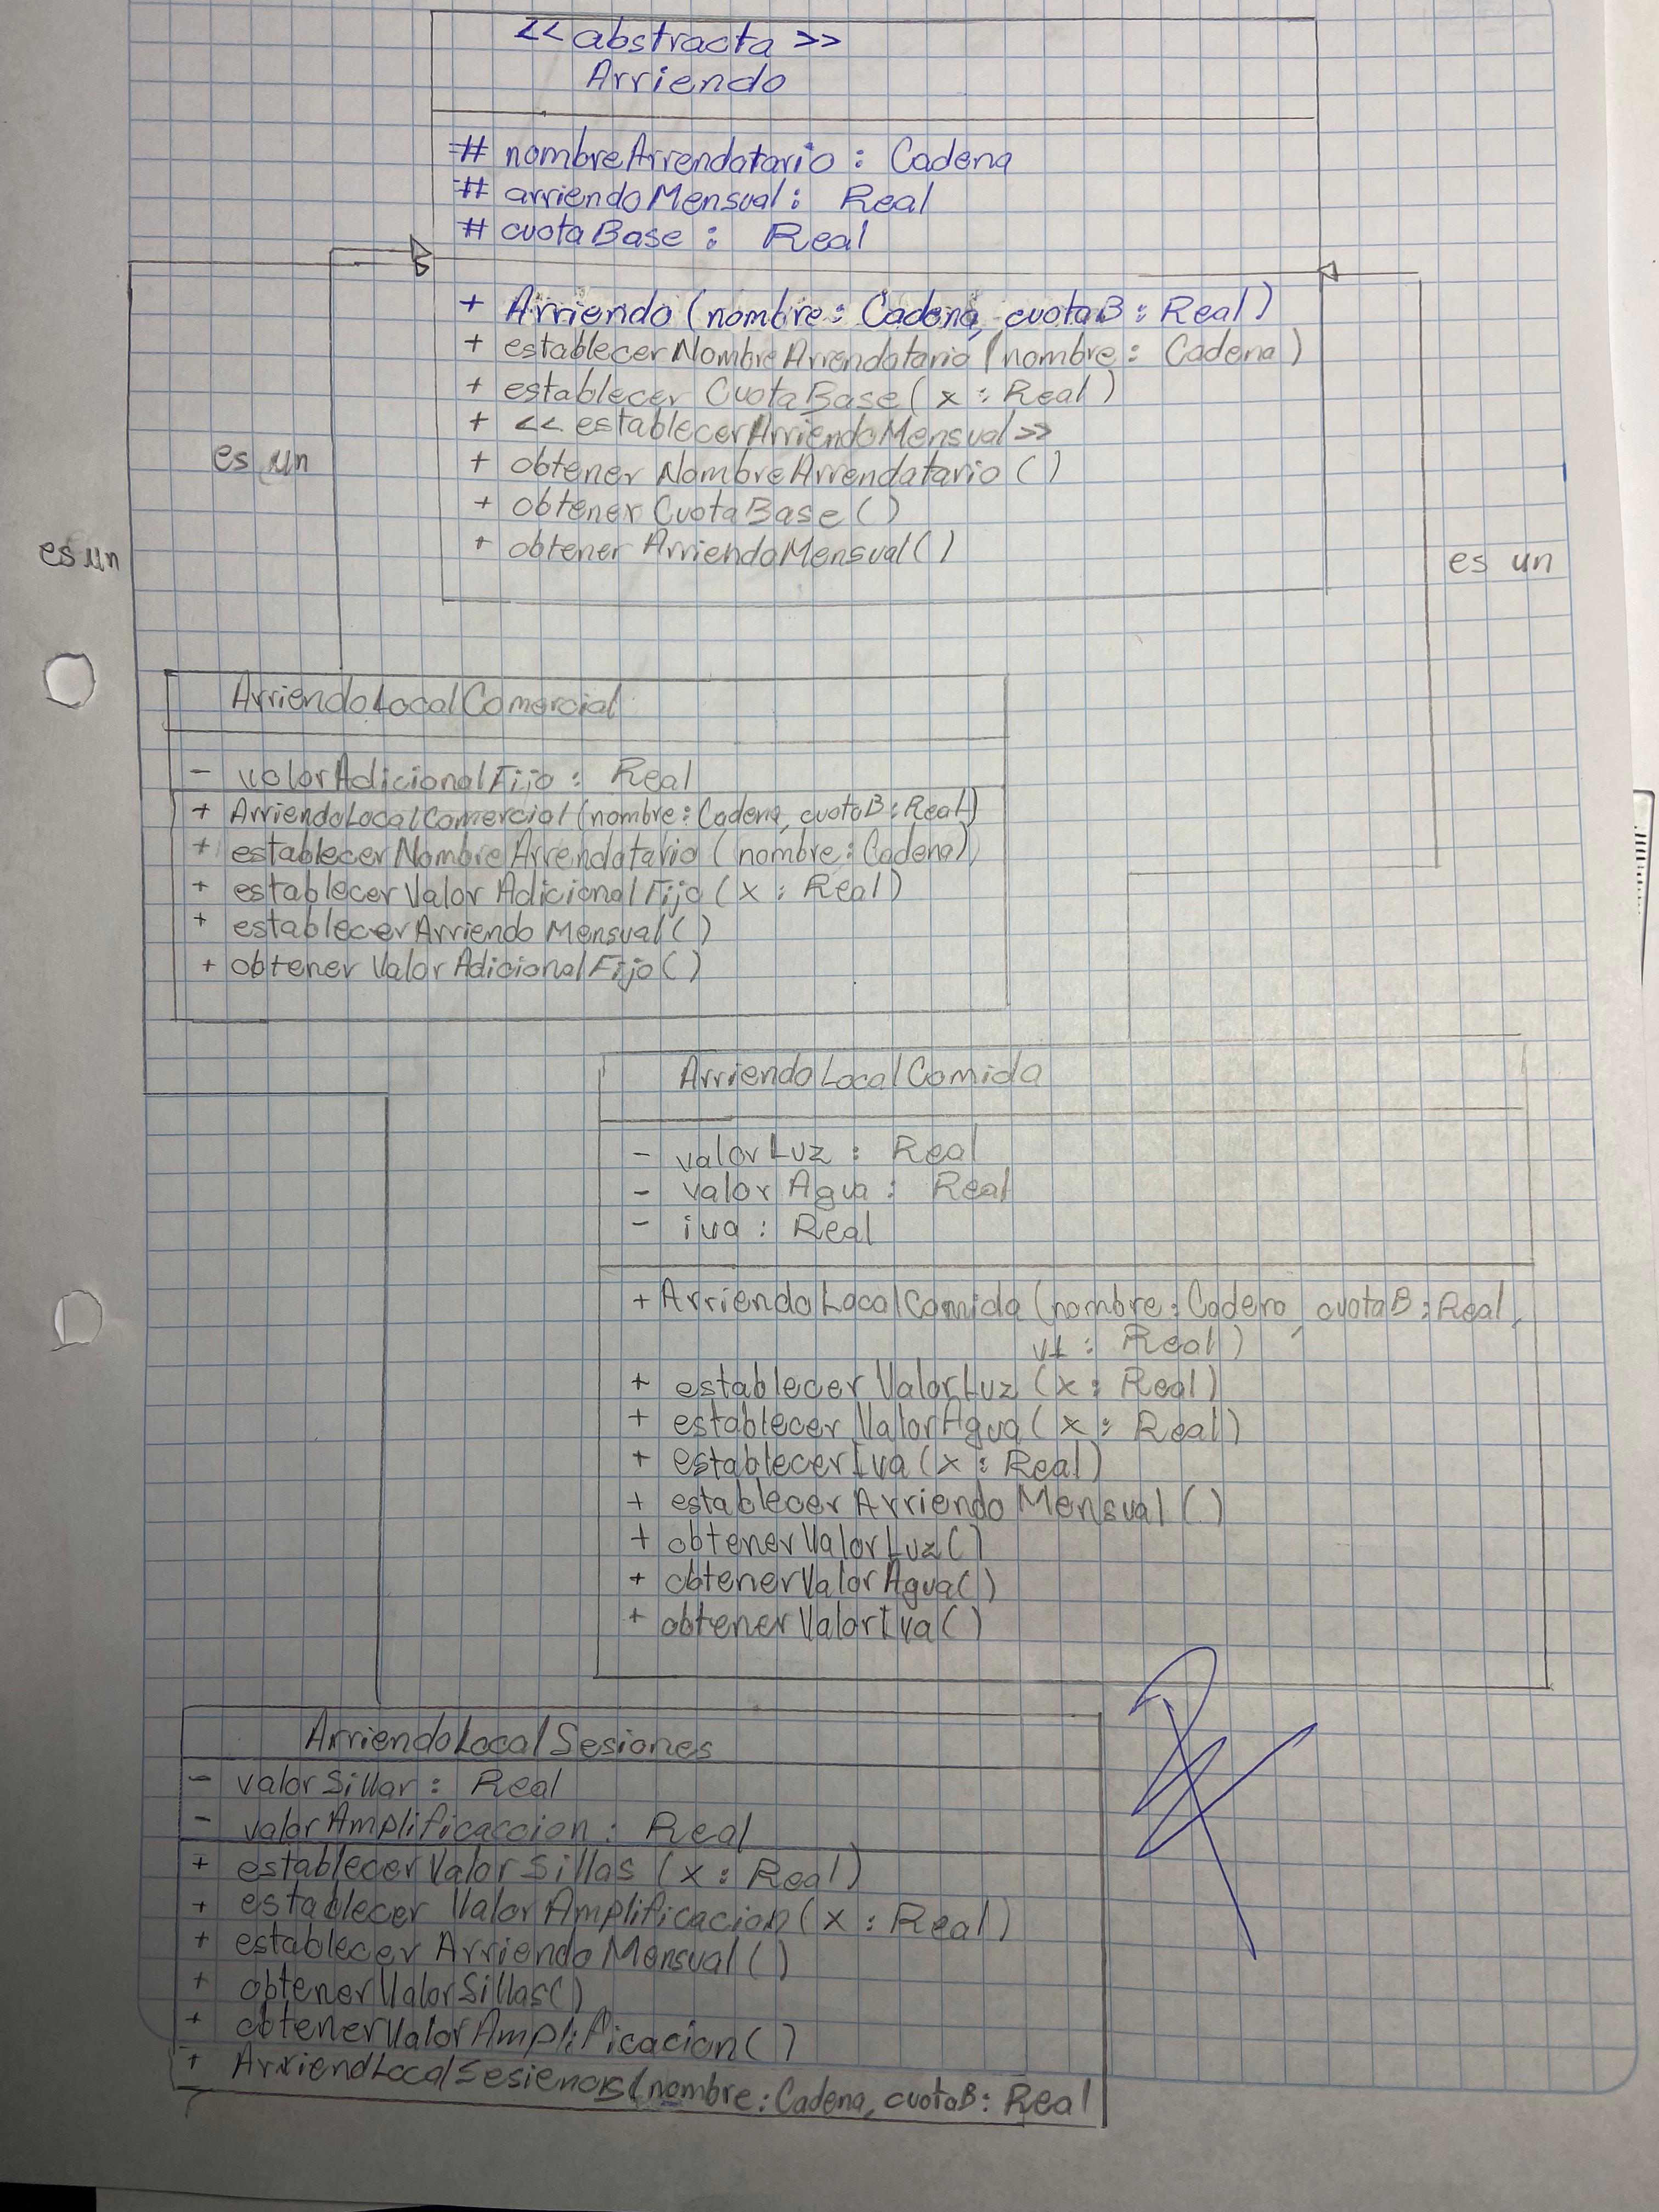 << abstracta >>
Arriendo
# nombreArrendatario : Cadena
# arriendoMensual : Real
# cuotaBase : Real
+ Arriendo (nombre : Cadena, cuotaB : Real)
+ establecerNombreArrendatario (nombre : Cadena)
+ establecer CuotaBase ( x : Real )
+ << establecerArriendoMensual >>
+ obtener NombreArrendatario ()
+ obtener CuotaBase ()
+ obtener ArriendoMensual ()
es un
es un
es un
ArriendoLocalComercial
- valorAdicionalFijo : Real
+ ArriendoLocalComercial (nombre : Cadena, cuotaB : Real)
+ establecerNombreArrendatario ( nombre : Cadena)
+ establecerValor AdicionalFijo ( x : Real )
+ establecerArriendo Mensual ( )
+ obtener ValorAdicionalFijo ( )
ArriendoLocalComida
- valorLuz : Real
- valor Agua : Real
- iva : Real
+ ArriendoLocalComida (nombre : Cadena, cuotaB : Real,
v1 : Real )
+ establecer ValorLuz ( x : Real )
+ establecer ValorAgua ( x : Real )
+ establecerIva ( x : Real )
+ establecer Arriendo Mensual ( )
+ obtenerValorLuz ( )
+ obtenerValorAgua ( )
+ obtenerValorIva ( )
ArriendoLocalSesiones
- valorSillar : Real
- valorAmplificaccion : Real
+ establecerValorSillas ( x : Real )
+ establecer ValorAmplificacion ( x : Real )
+ establecer ArriendoMensual ( )
+ obtenerValorSillas( )
+ obtenerValorAmplificacion ( )
+ ArriendLocalSesienors (nombre : Cadena, cuotaB : Real